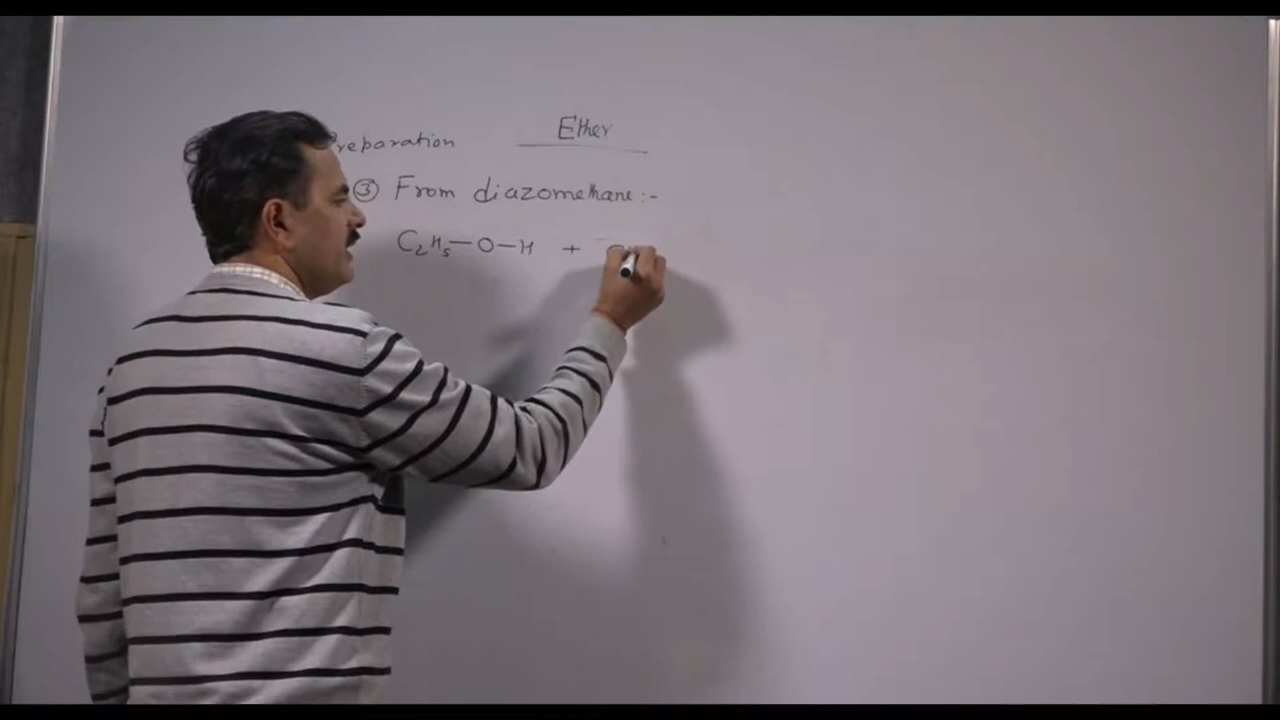 Ether
reparation
③ From diazomethane:-
C₂H₅—O—H + C